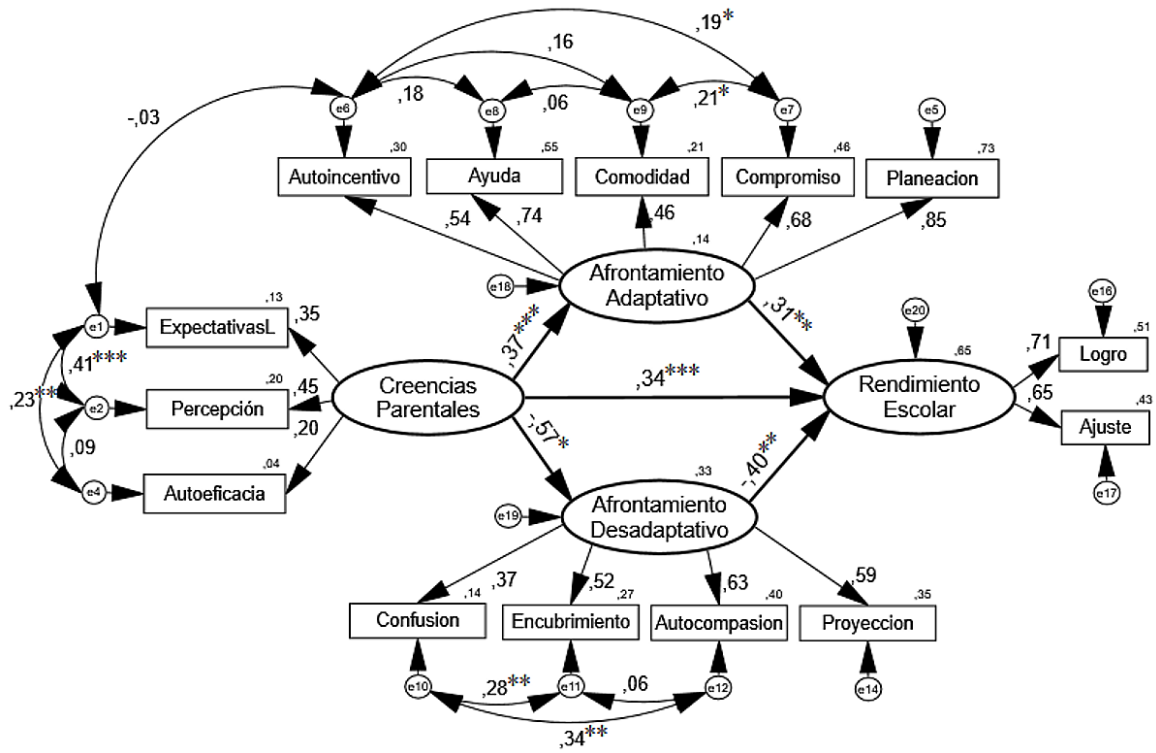 ,19*
,16
e6
,18
e8
,06
e9
,21*
e7
e5
-,03
,30
Autoincentivo
,55
Ayuda
,21
Comodidad
,46
Compromiso
,73
Planeacion
,54
,74
,46
,68
,85
,14
Afrontamiento
Adaptativo
e18
e1
,13
ExpectativasL
,35
,41***
,23**
e2
,20
Percepción
,45
,20
,09
e4
,04
Autoeficacia
Creencias
Parentales
,37***
,34***
-,57*
,31**
-,40**
e20
,65
Rendimiento
Escolar
e16
,71
,51
Logro
,65
,43
Ajuste
e17
,33
Afrontamiento
Desadaptativo
e19
,37
,52
,63
,59
,14
Confusion
,27
Encubrimiento
,40
Autocompasion
,35
Proyeccion
e10
,28**
e11
,06
e12
e14
,34**